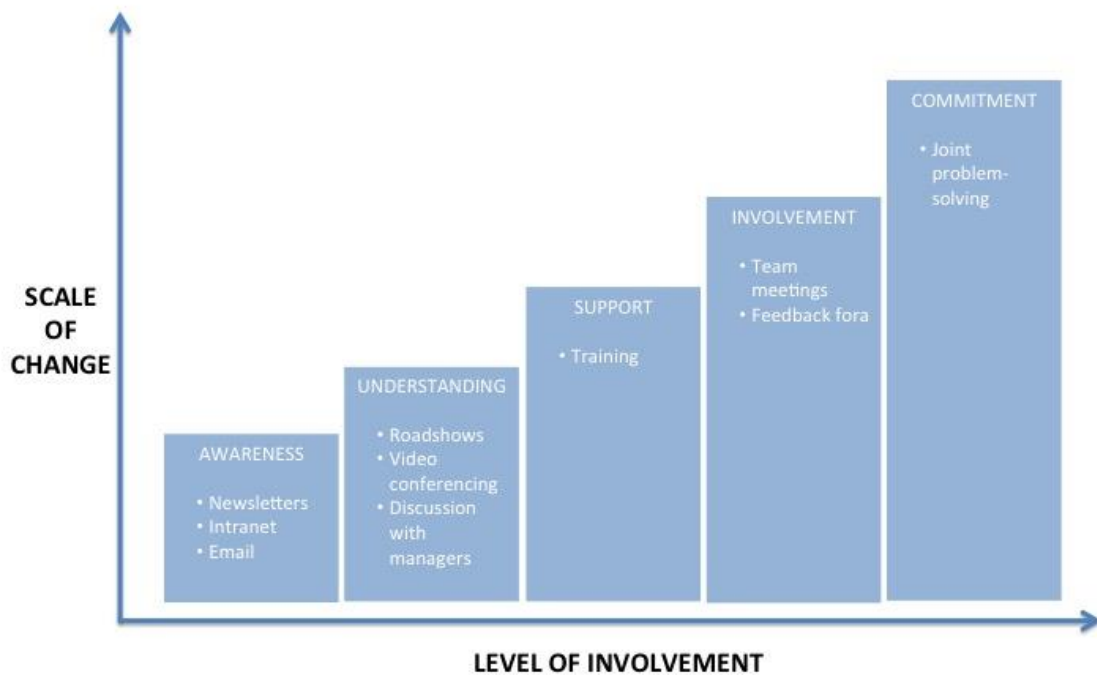 SCALE
OF
CHANGE
AWARENESS
• Newsletters
• Intranet
• Email
UNDERSTANDING
• Roadshows
• Video
conferencing
• Discussion
with
managers
SUPPORT
• Training
INVOLVEMENT
• Team
meetings
• Feedback fora
COMMITMENT
• Joint
problem-
solving
LEVEL OF INVOLVEMENT